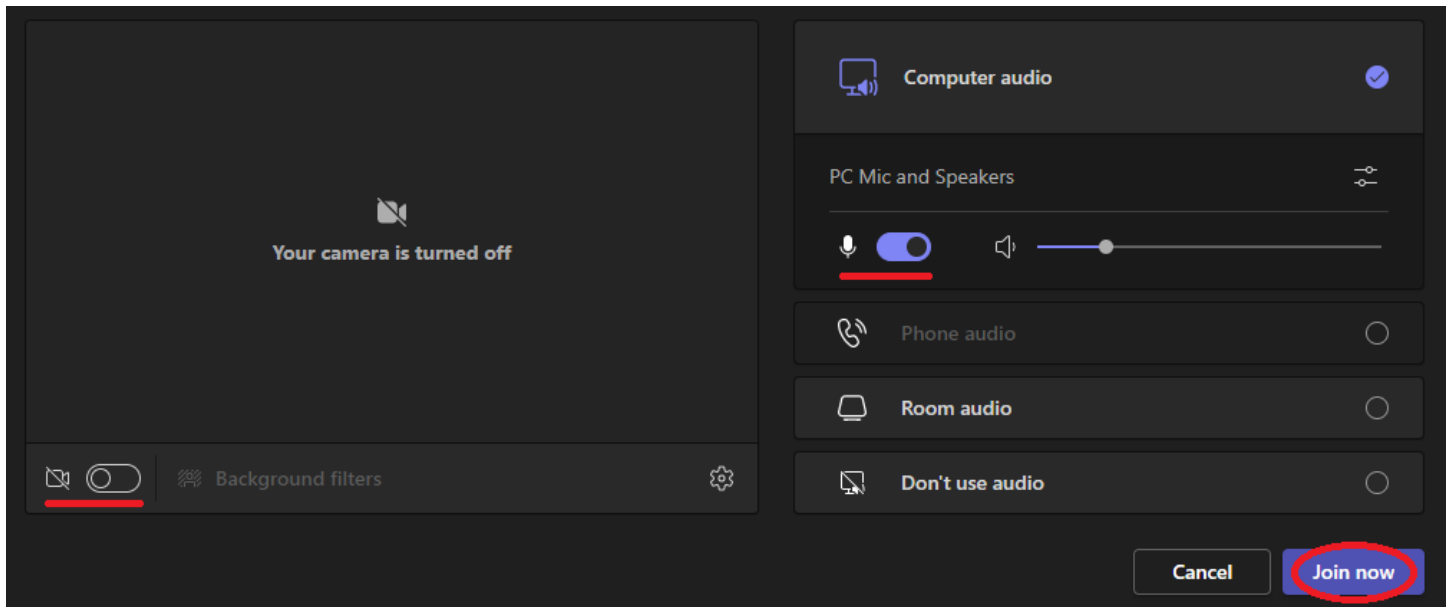 Your camera is turned off
Background filters
Computer audio
PC Mic and Speakers
Phone audio
Room audio
Don't use audio
Cancel
Join now